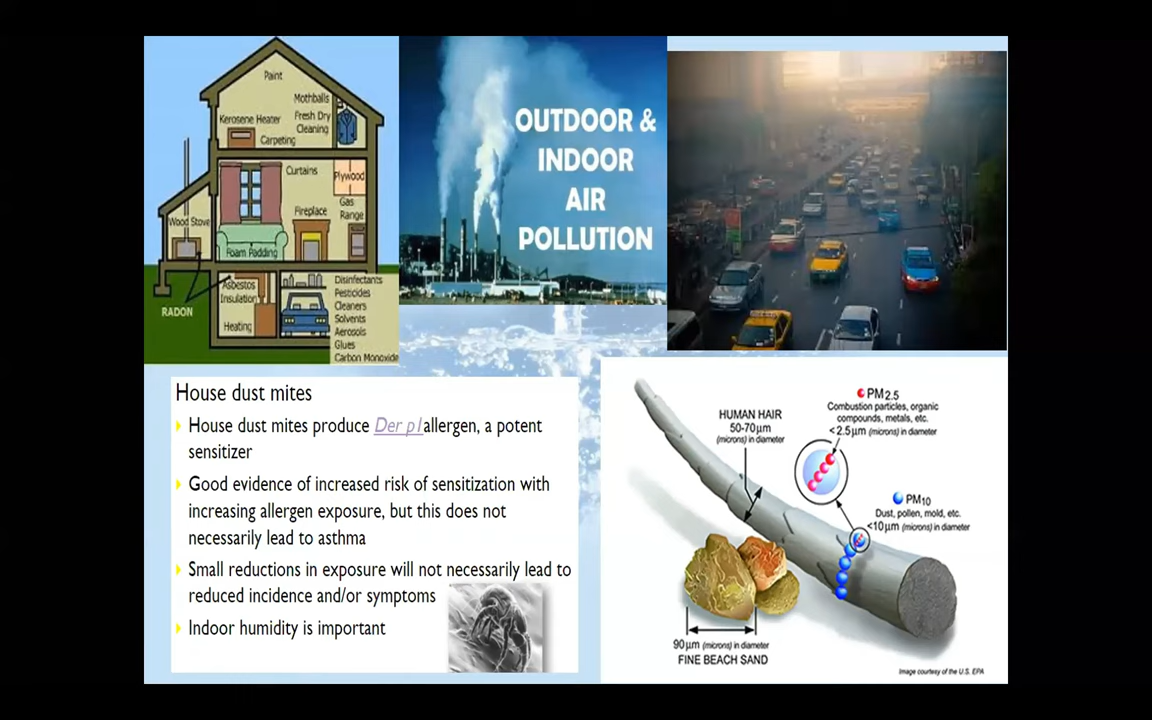 Paint
Mothballs
Kerosene Heater
Fresh Dry
Cleaning
Carpeting
Curtains
Plywood
Gas
Range
Fireplace
Wood Stove
Foam Padding
Asbestos
Insulation
RADON
Heating
Disinfectants
Pesticides
Cleaners
Solvents
Aerosols
Glues
Carbon Monoxide
OUTDOOR &
INDOOR
AIR
POLLUTION
House dust mites
House dust mites produce Der p1allergen, a potent
sensitizer
Good evidence of increased risk of sensitization with
increasing allergen exposure, but this does not
necessarily lead to asthma
Small reductions in exposure will not necessarily lead to
reduced incidence and/or symptoms
Indoor humidity is important
HUMAN HAIR
50-70µm
(microns) in diameter
PM2.5
Combustion particles, organic
compounds, metals, etc.
<2.5µm (microns) in diameter
PM10
Dust, pollen, mold, etc.
<10µm (microns) in diameter
90µm (microns) in diameter
FINE BEACH SAND
Image courtesy of the U.S. EPA